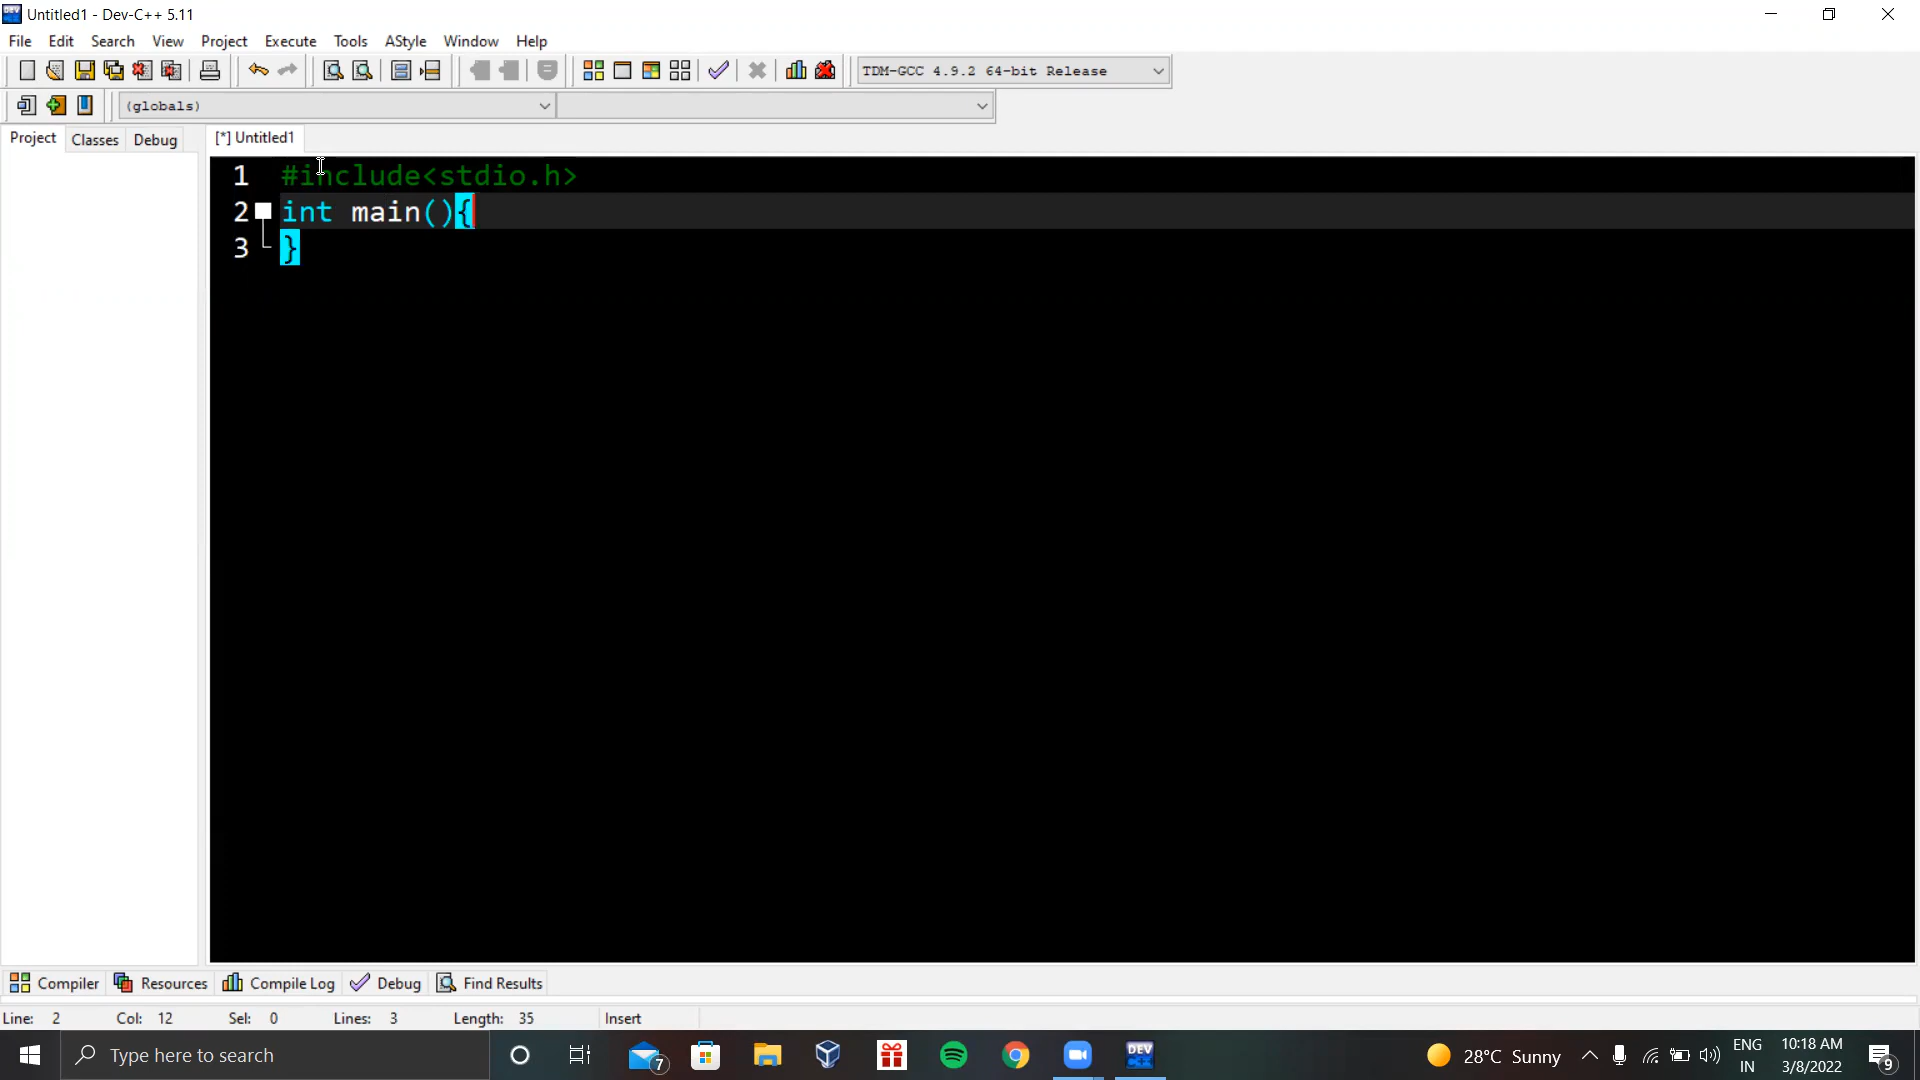 Untitled1 - Dev-C++ 5.11
File Edit Search View Project Execute Tools AStyle Window Help
TDM-GCC 4.9.2 64-bit Release
(globals)
Project Classes Debug [*] Untitled1
1 #include<stdio.h>
2 int main(){
3 }
Compiler Resources Compile Log Debug Find Results
Line: 2 Col: 12 Sel: 0 Lines: 3 Length: 35 Insert
Type here to search 7 DEV C++ 28°C Sunny ENG 10:18 AM
IN 3/8/2022 9